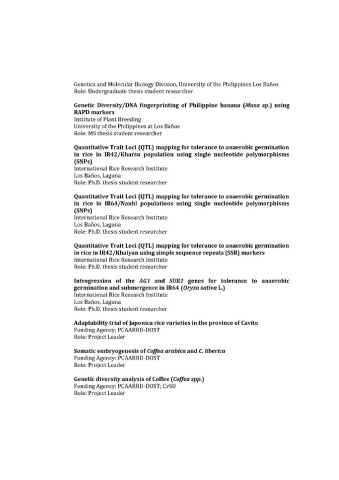 Genetics and Molecular Biology Division, University of the Philippines Los Baños
Role: Undergraduate thesis student researcher
Genetic Diversity/DNA fingerprinting of Philippine banana (Musa sp.) using
RAPD markers
Institute of Plant Breeding
University of the Philippines at Los Baños
Role: MS thesis student researcher
Quantitative Trait Loci (QTL) mapping for tolerance to anaerobic germination
in rice in IR42/Kharsu population using single nucleotide polymorphisms
(SNPs)
International Rice Research Institute
Los Baños, Laguna
Role: Ph.D. thesis student researcher
Quantitative Trait Loci (QTL) mapping for tolerance to anaerobic germination
in rice in IR64/Nanhi populations using single nucleotide polymorphisms
(SNPs)
International Rice Research Institute
Los Baños, Laguna
Role: Ph.D. thesis student researcher
Quantitative Trait Loci (QTL) mapping for tolerance to anaerobic germination
in rice in IR42/Khaiyan using simple sequence repeats (SSR) markers
International Rice Research Institute
Role: Ph.D. thesis student researcher
Introgression of the AG1 and SUB1 genes for tolerance to anaerobic
germination and submergence in IR64 (Oryza sativa L.)
International Rice Research Institute
Los Baños, Laguna
Role: Ph.D. thesis student researcher
Adaptability trial of Japonica rice varieties in the province of Cavite
Funding Agency: PCAARRD-DOST
Role: Project Leader
Somatic embryogenesis of Coffea arabica and C. liberica
Funding Agency: PCAARRD-DOST
Role: Project Leader
Genetic diversity analysis of Coffee (Coffea spp.)
Funding Agency: PCAARRD-DOST; CvSU
Role: Project Leader